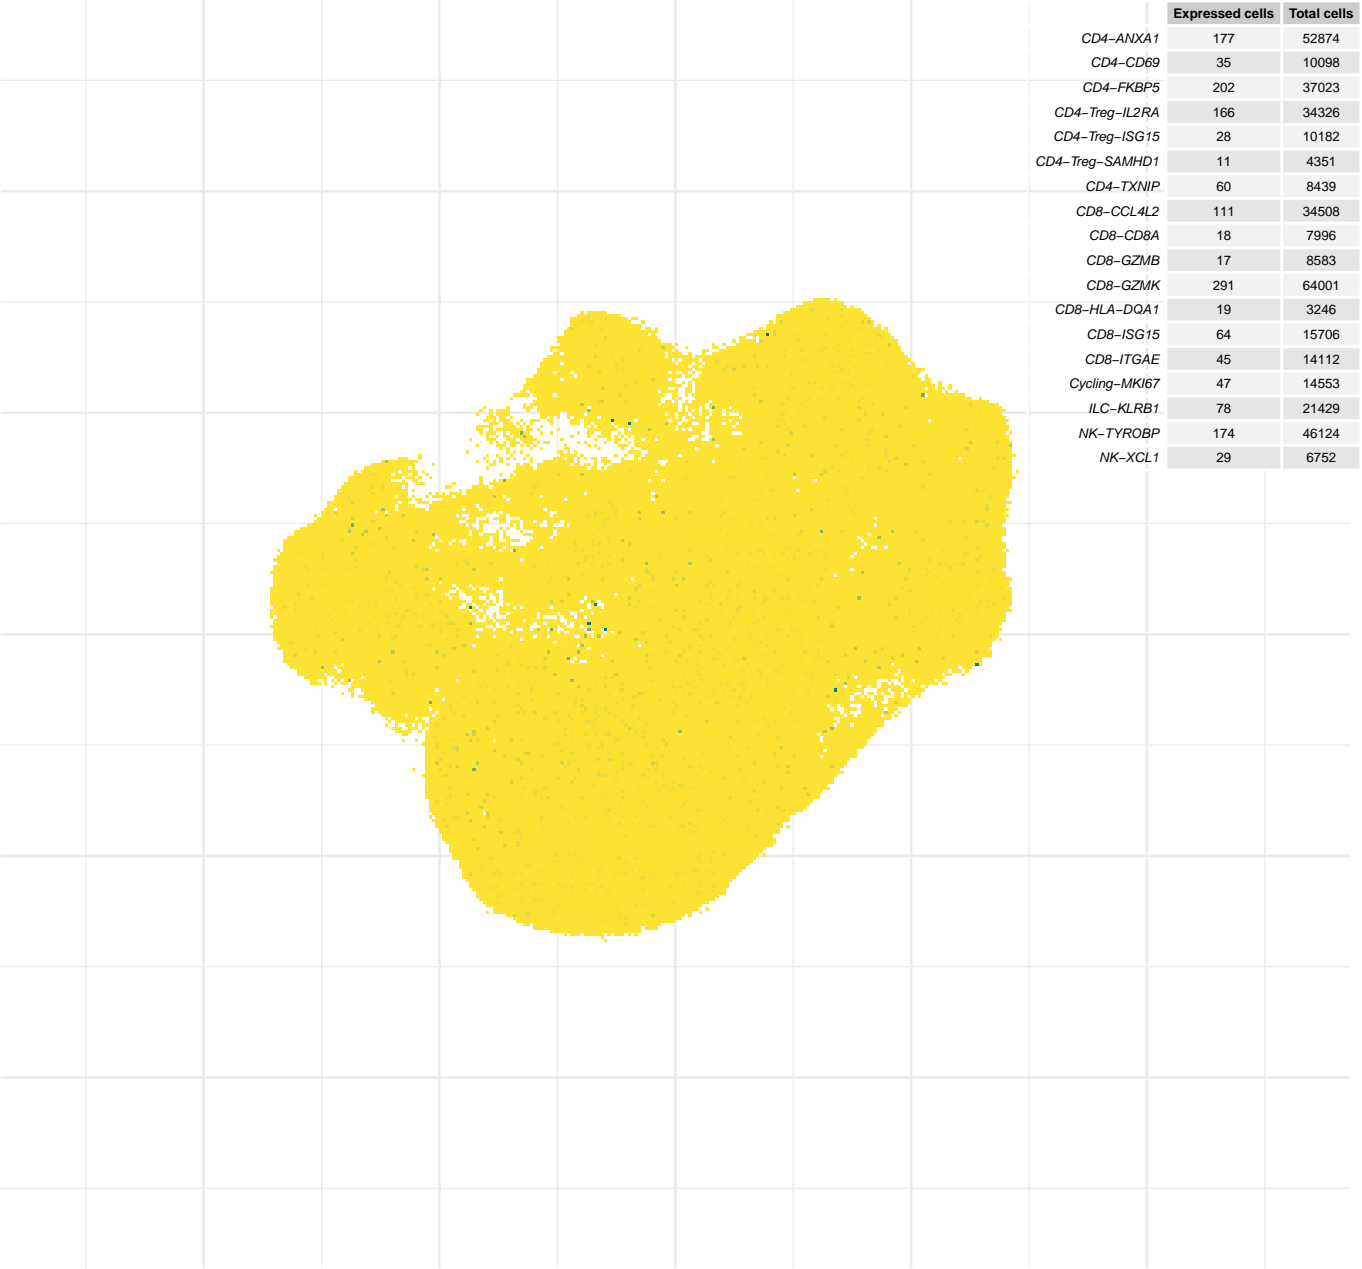 Expressed cells Total cells
CD4−ANXA1 177 52874
CD4−CD69 35 10098
CD4−FKBP5 202 37023
CD4−Treg−IL2RA 166 34326
CD4−Treg−ISG15 28 10182
CD4−Treg−SAMHD1 11 4351
CD4−TXNIP 60 8439
CD8−CCL4L2 111 34508
CD8−CD8A 18 7996
CD8−GZMB 17 8583
CD8−GZMK 291 64001
CD8−HLA−DQA1 19 3246
CD8−ISG15 64 15706
CD8−ITGAE 45 14112
Cycling−MKI67 47 14553
ILC−KLRB1 78 21429
NK−TYROBP 174 46124
NK−XCL1 29 6752